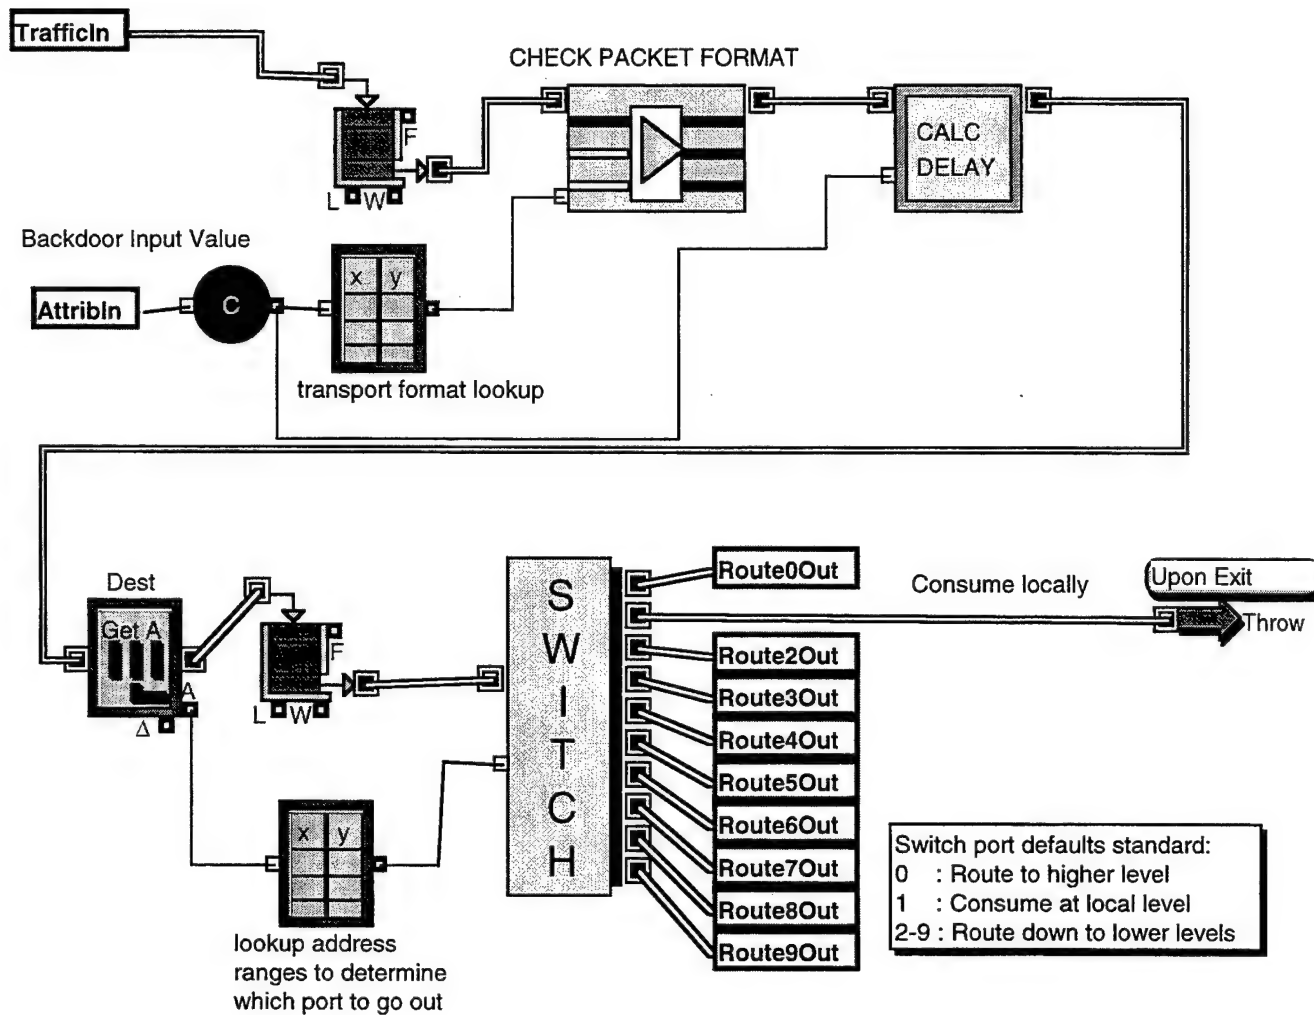 TrafficIn
CHECK PACKET FORMAT
F
L W
CALC
DELAY
Backdoor Input Value
AttribIn
C
x y
transport format lookup
Dest
Get A
A
Δ
F
L W
S
W
I
T
C
H
Route0Out
Consume locally
Upon Exit
Throw
Route2Out
Route3Out
Route4Out
Route5Out
Route6Out
Route7Out
Route8Out
Route9Out
x y
lookup address
ranges to determine
which port to go out
Switch port defaults standard:
0 : Route to higher level
1 : Consume at local level
2-9 : Route down to lower levels